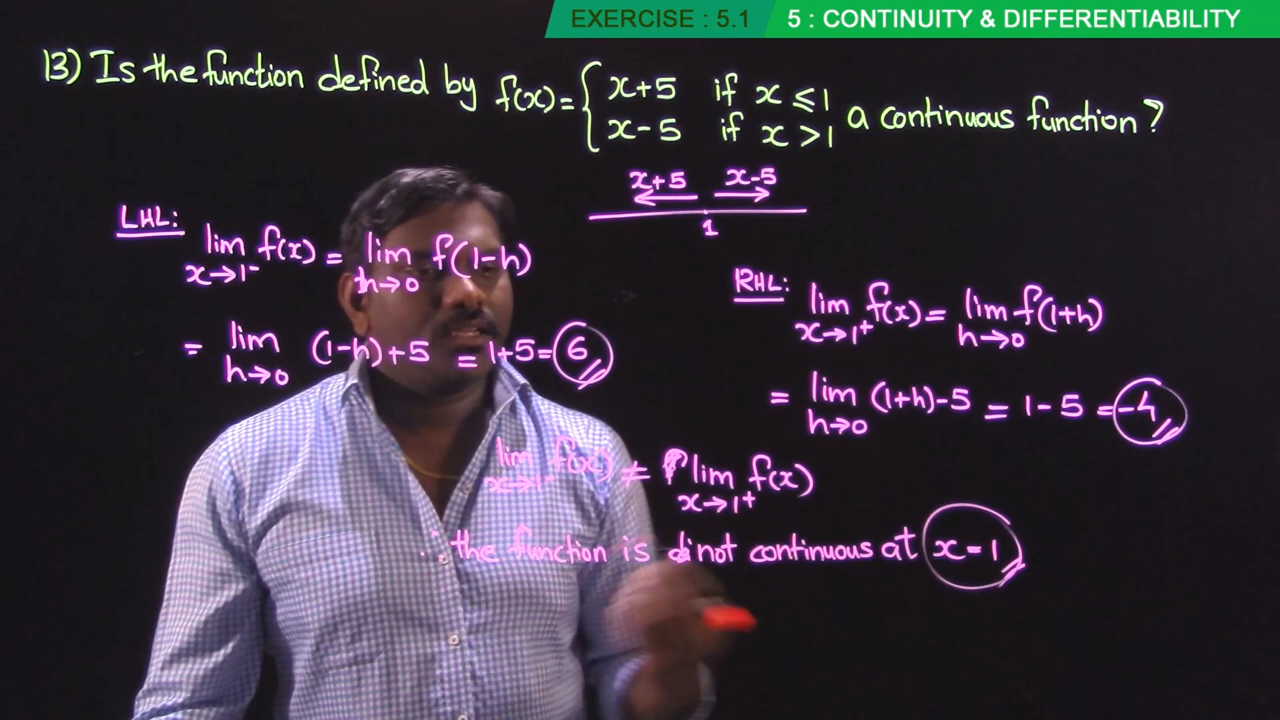 EXERCISE : 5.1 5 : CONTINUITY & DIFFERENTIABILITY
13) Is the function defined by f(x) = { x+5 if x ≤ 1
x-5 if x > 1 a continuous function?
x+5 x-5
1
LHL:
lim x→1⁻ f(x) = lim h→0 f(1-h)
= lim h→0 (1-h)+5 = 1+5 = 6
RHL:
lim x→1⁺ f(x) = lim h→0 f(1+h)
= lim h→0 (1+h)-5 = 1-5 = -4
lim x→1⁻ f(x) ≠ lim x→1⁺ f(x)
∴ the function is not continuous at x = 1